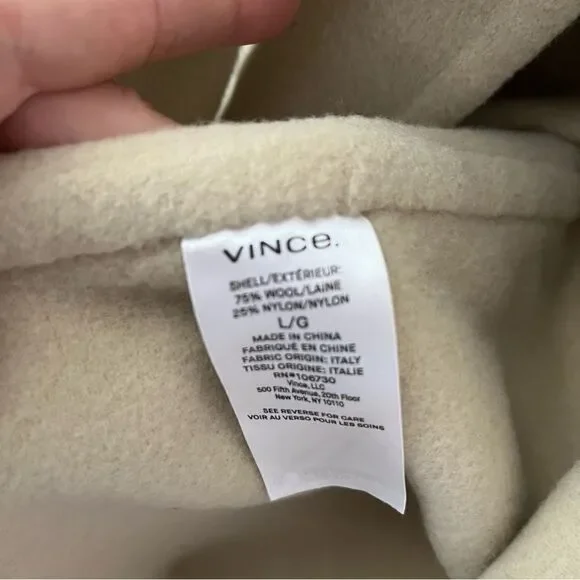 VINCe.
SHELL/EXTÉRIEUR:
75% WOOL/LAINE
25% NYLON/NYLON
L/G
MADE IN CHINA
FABRIQUÉ EN CHINE
FABRIC ORIGIN: ITALY
TISSU ORIGINE: ITALIE
RN#106730
Vince, LLC
500 Fifth Avenue, 20th Floor
New York, NY 10110
SEE REVERSE FOR CARE
VOIR AU VERSO POUR LES SOINS